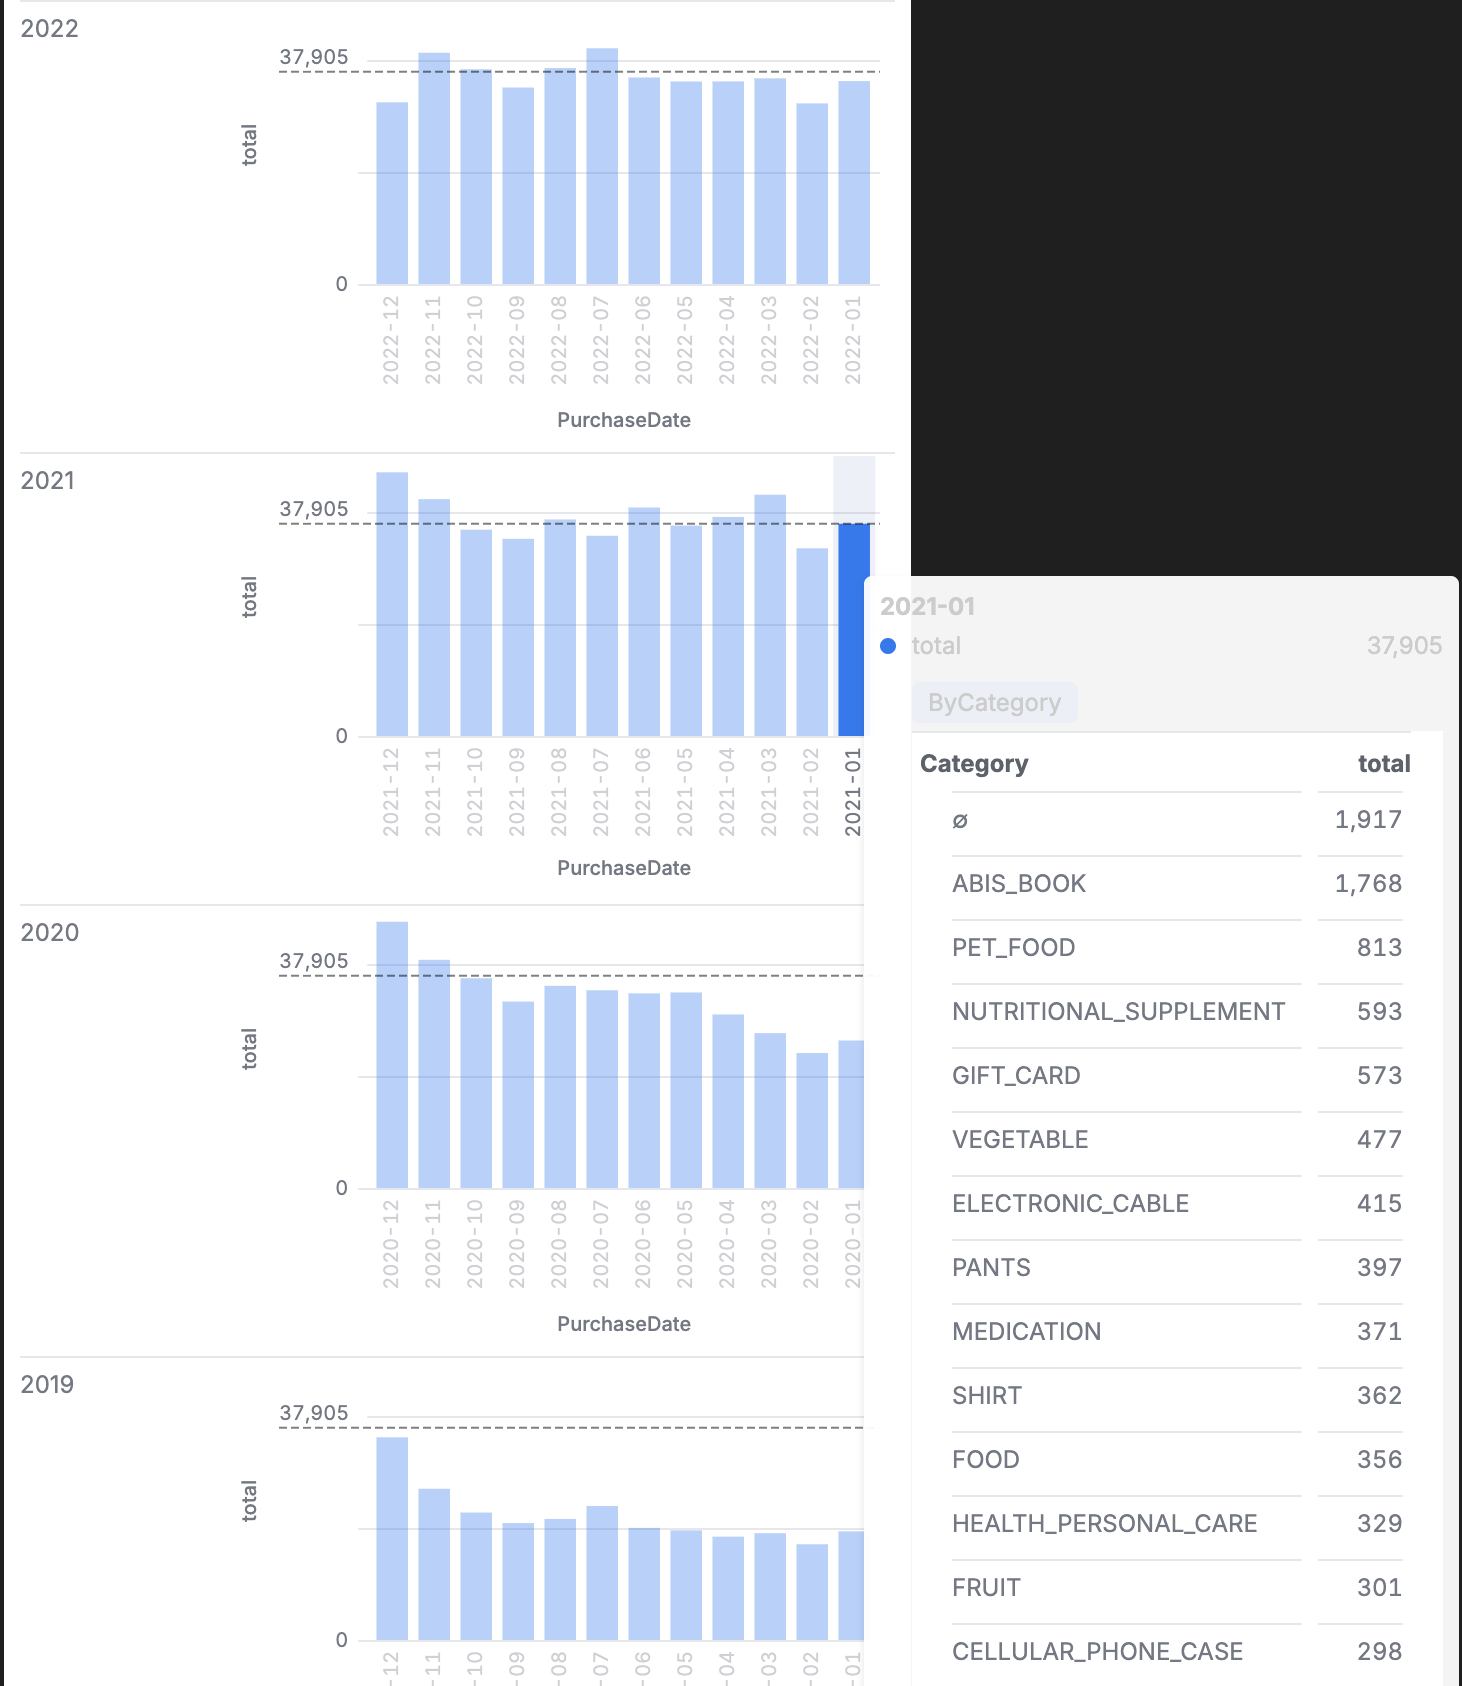 2022
37,905
total
0
2022-12 2022-11 2022-10 2022-09 2022-08 2022-07 2022-06 2022-05 2022-04 2022-03 2022-02 2022-01
PurchaseDate
2021
37,905
total
0
2021-12 2021-11 2021-10 2021-09 2021-08 2021-07 2021-06 2021-05 2021-04 2021-03 2021-02 2021-01
PurchaseDate
2020
37,905
total
0
2020-12 2020-11 2020-10 2020-09 2020-08 2020-07 2020-06 2020-05 2020-04 2020-03 2020-02 2020-01
PurchaseDate
2019
37,905
total
0
-12 -11 -10 -09 -08 -07 -06 -05 -04 -03 -02 -01
2021-01
total 37,905
ByCategory
Category total
∅ 1,917
ABIS_BOOK 1,768
PET_FOOD 813
NUTRITIONAL_SUPPLEMENT 593
GIFT_CARD 573
VEGETABLE 477
ELECTRONIC_CABLE 415
PANTS 397
MEDICATION 371
SHIRT 362
FOOD 356
HEALTH_PERSONAL_CARE 329
FRUIT 301
CELLULAR_PHONE_CASE 298